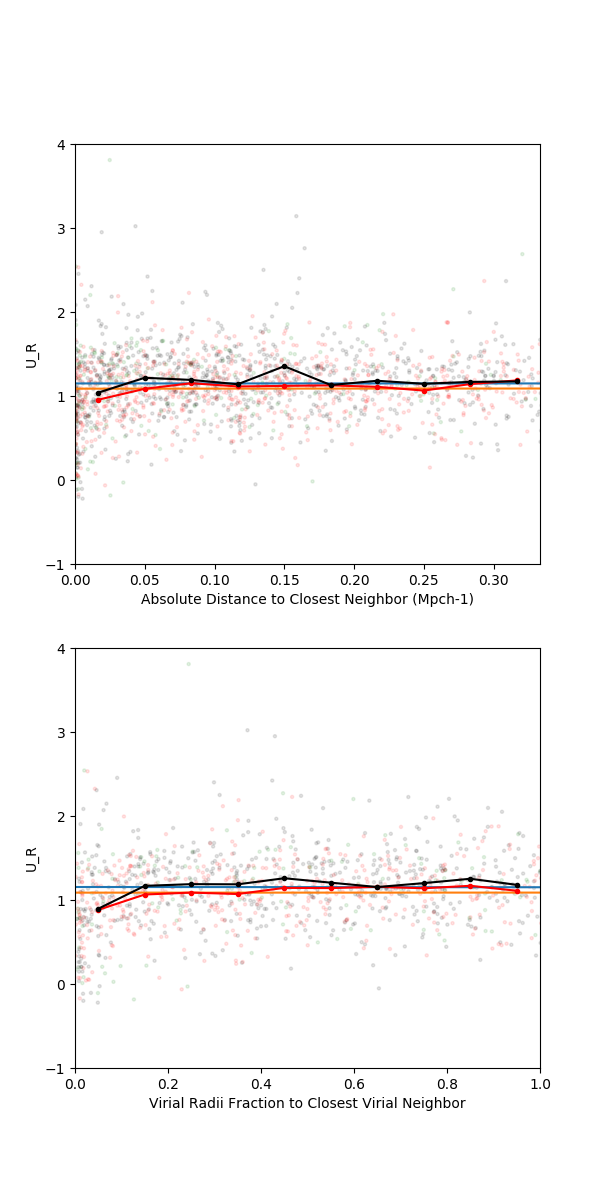 4
3
2
1
0
−1
U_R
0.00 0.05 0.10 0.15 0.20 0.25 0.30
Absolute Distance to Closest Neighbor (Mpch-1)
4
3
2
1
0
−1
U_R
0.0 0.2 0.4 0.6 0.8 1.0
Virial Radii Fraction to Closest Virial Neighbor